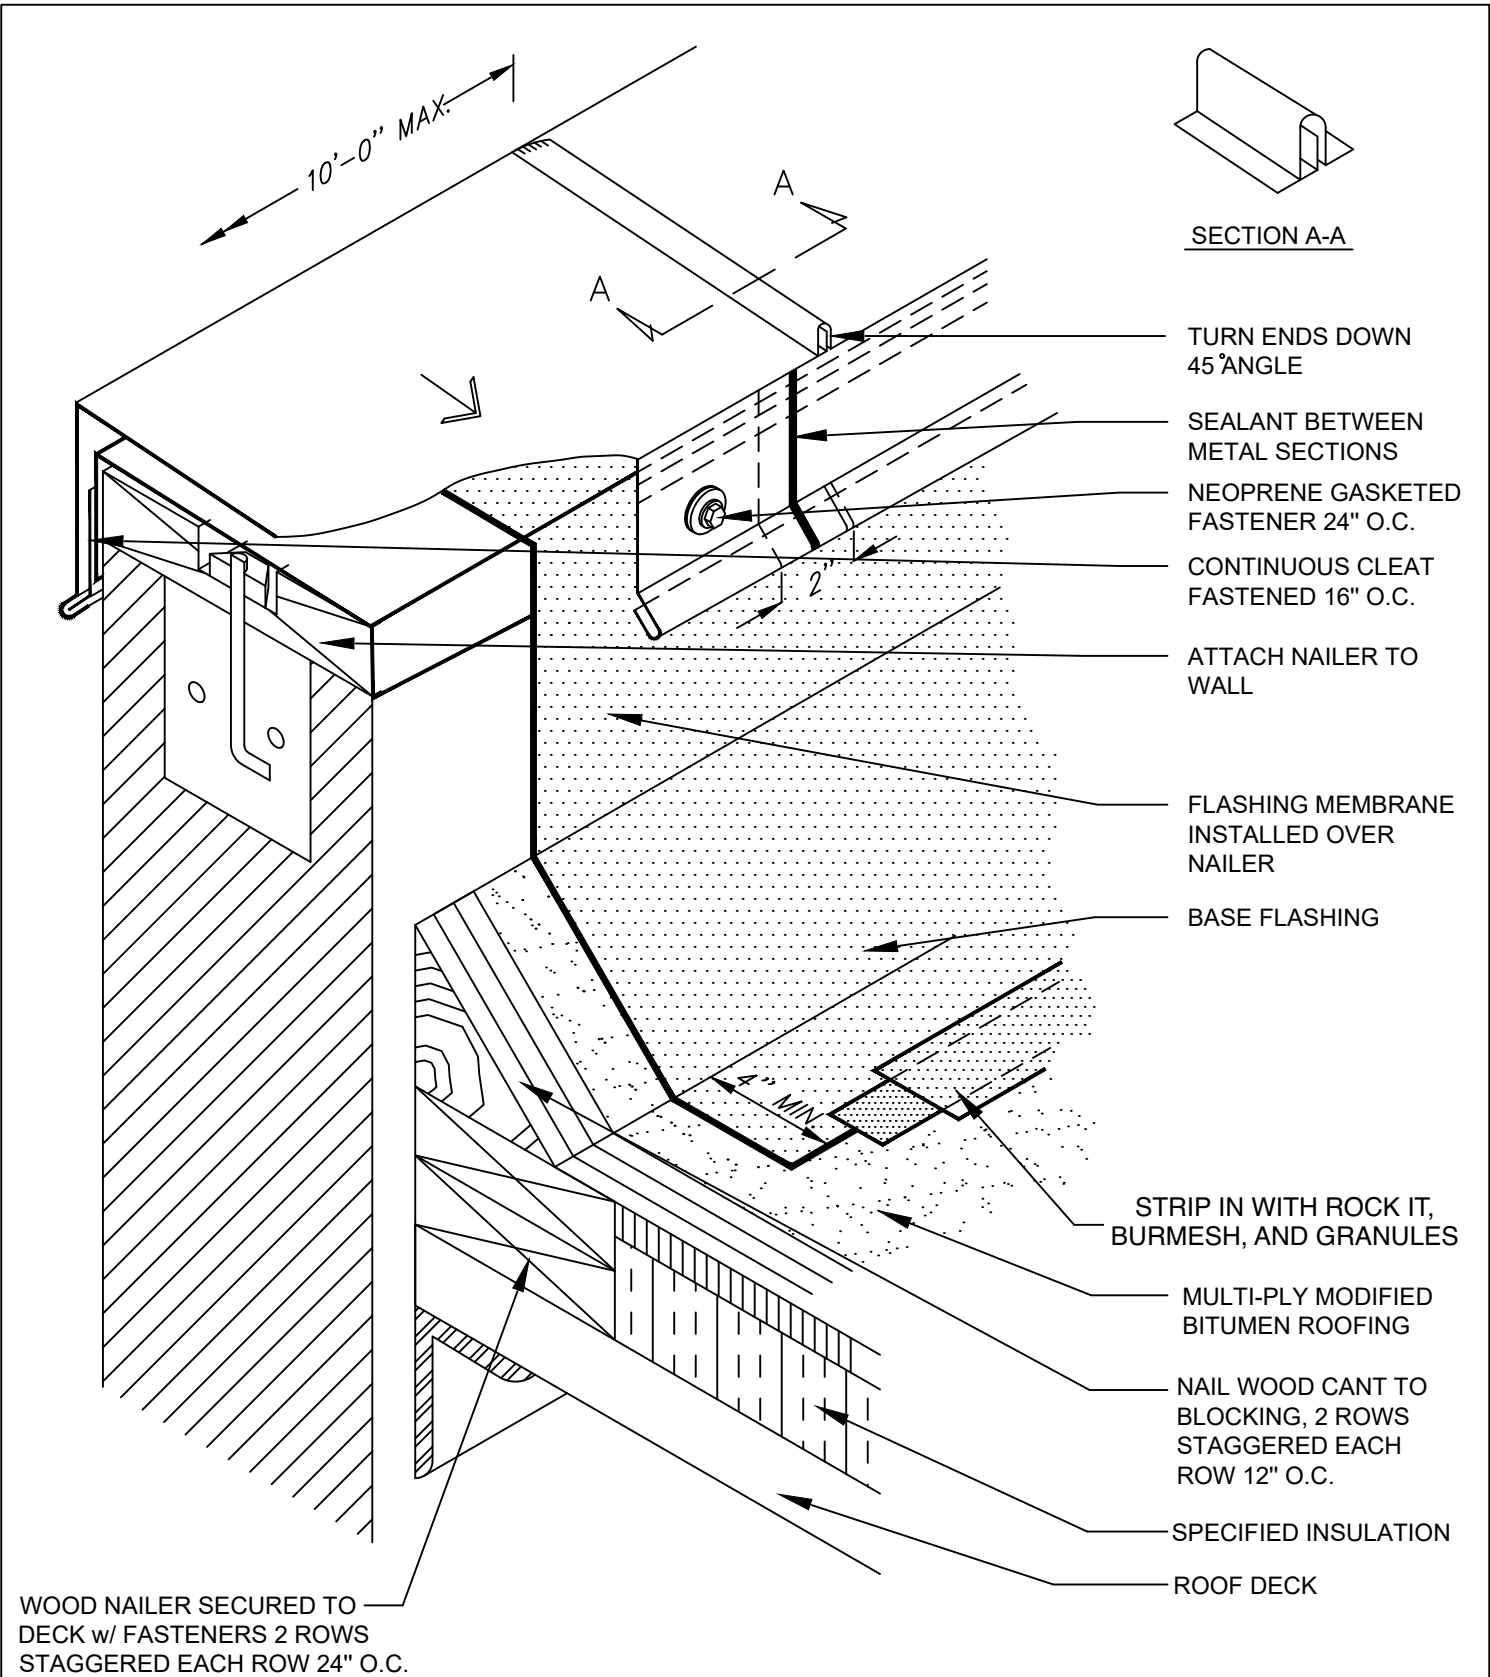 10'-0" MAX.
A
A
SECTION A-A
TURN ENDS DOWN
45° ANGLE
SEALANT BETWEEN
METAL SECTIONS
NEOPRENE GASKETED
FASTENER 24" O.C.
CONTINUOUS CLEAT
FASTENED 16" O.C.
2"
ATTACH NAILER TO
WALL
FLASHING MEMBRANE
INSTALLED OVER
NAILER
BASE FLASHING
4" MIN.
STRIP IN WITH ROCK IT,
BURMESH, AND GRANULES
MULTI-PLY MODIFIED
BITUMEN ROOFING
NAIL WOOD CANT TO
BLOCKING, 2 ROWS
STAGGERED EACH
ROW 12" O.C.
SPECIFIED INSULATION
ROOF DECK
WOOD NAILER SECURED TO
DECK w/ FASTENERS 2 ROWS
STAGGERED EACH ROW 24" O.C.